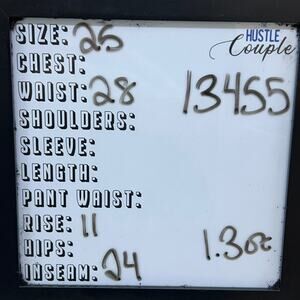 SIZE: 25
HUSTLE
Couple
CHEST:
WAIST: 28
13455
SHOULDERS:
SLEEVE:
LENGTH:
PANT WAIST:
RISE: 11
HIPS:
1.3oz
INSEAM: 24